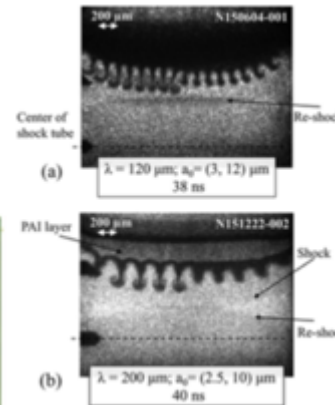 200 μm
N150604-001
Center of
shock tube
Re-shoc
(a)
λ = 120 μm; a₀= (3, 12) μm
38 ns
200 μm
N151222-002
PAI layer
Shock
Re-sho
(b)
λ = 200 μm; a₀= (2.5, 10) μm
40 ns